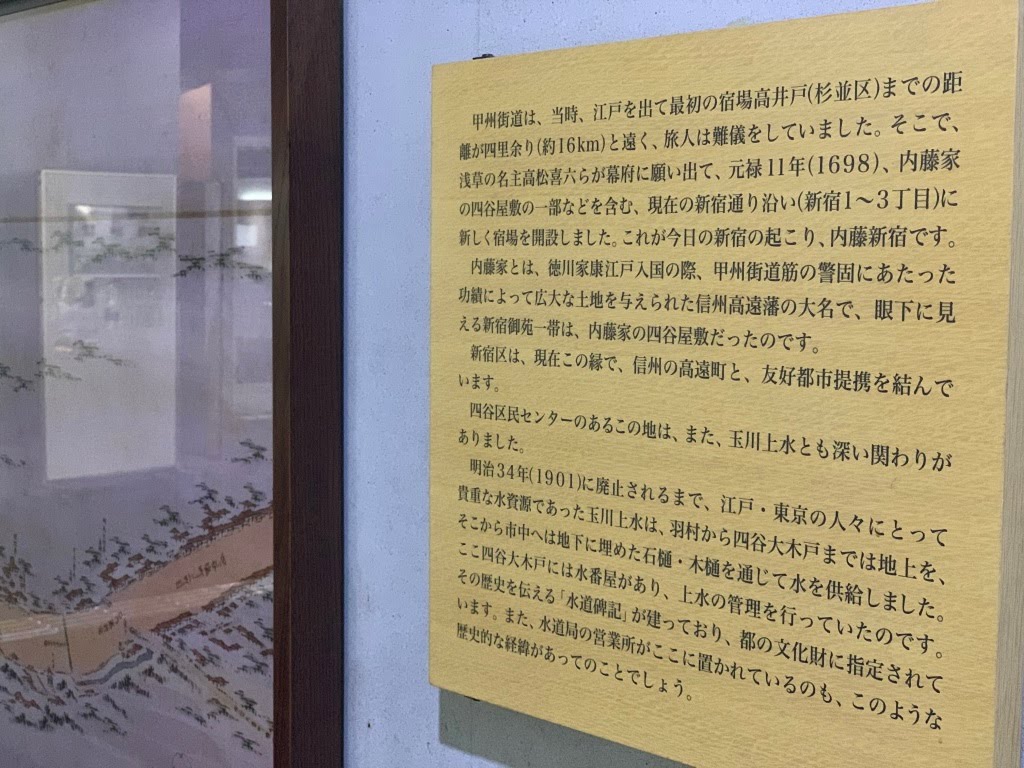 甲州街道は、当時、江戸を出て最初の宿場高井戸(杉並区)までの距
離が四里余り(約16km)と遠く、旅人は難儀をしていました。そこで、
浅草の名主高松喜六らが幕府に願い出て、元禄11年(1698)、内藤家
の四谷屋敷の一部などを含む、現在の新宿通り沿い(新宿1〜3丁目)に
新しく宿場を開設しました。これが今日の新宿の起こり、内藤新宿です。
内藤家とは、徳川家康江戸入国の際、甲州街道筋の警固にあたった
功績によって広大な土地を与えられた信州高遠藩の大名で、眼下に見
える新宿御苑一帯は、内藤家の四谷屋敷だったのです。
新宿区は、現在この縁で、信州の高遠町と、友好都市提携を結んで
います。
四谷区民センターのあるこの地は、また、玉川上水とも深い関わりが
ありました。
明治34年(1901)に廃止されるまで、江戸・東京の人々にとって
貴重な水資源であった玉川上水は、羽村から四谷大木戸までは地上を、
そこから市中へは地下に埋めた石樋・木樋を通じて水を供給しました。
ここ四谷大木戸には水番屋があり、上水の管理を行っていたのです。
その歴史を伝える「水道碑記」が建っており、都の文化財に指定されて
います。また、水道局の営業所がここに置かれているのも、このような
歴史的な経緯があってのことでしょう。